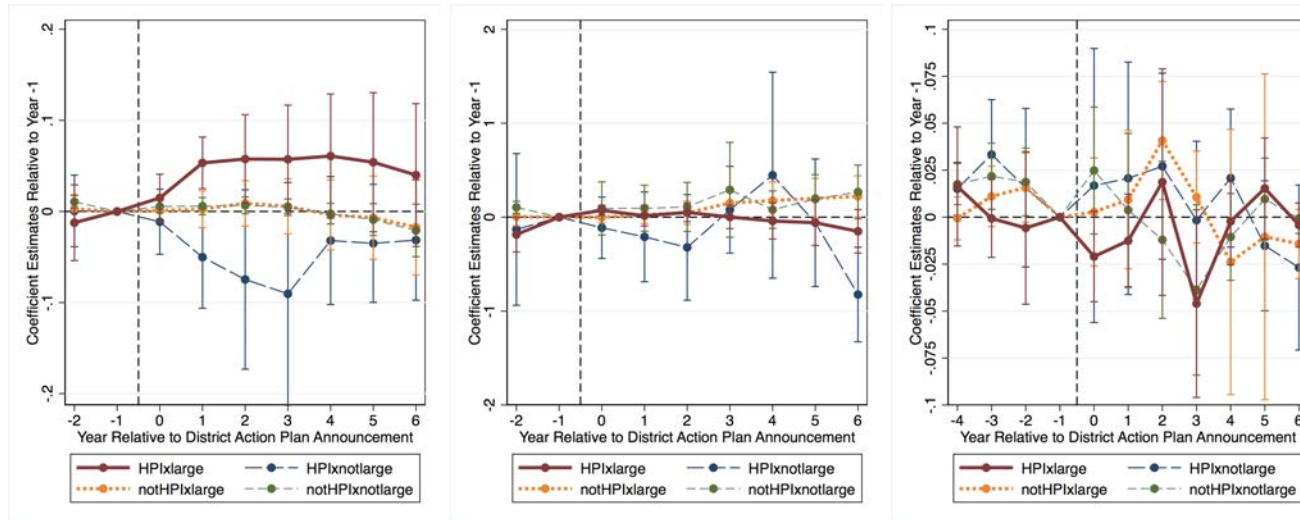 Coefficient Estimates Relative to Year -1
.2
.1
0
-.1
-.2
-2 -1 0 1 2 3 4 5 6
Year Relative to District Action Plan Announcement
HPIxlarge HPIxnotlarge
notHPIxlarge notHPIxnotlarge
Coefficient Estimates Relative to Year -1
2
1
0
-1
-2
-2 -1 0 1 2 3 4 5 6
Year Relative to District Action Plan Announcement
HPIxlarge HPIxnotlarge
notHPIxlarge notHPIxnotlarge
Coefficient Estimates Relative to Year -1
.1
.075
.05
.025
0
-.025
-.05
-.075
-.1
-4 -3 -2 -1 0 1 2 3 4 5 6
Year Relative to District Action Plan Announcement
HPIxlarge HPIxnotlarge
notHPIxlarge notHPIxnotlarge